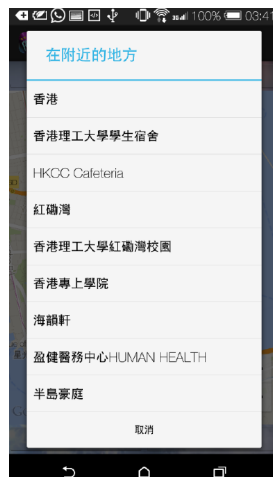 100% 03:41
在附近的地方
香港
香港理工大學學生宿舍
HKCC Cafeteria
紅磡灣
香港理工大學紅磡灣校園
香港專上學院
海韻軒
盈健醫務中心HUMAN HEALTH
半島豪庭
取消